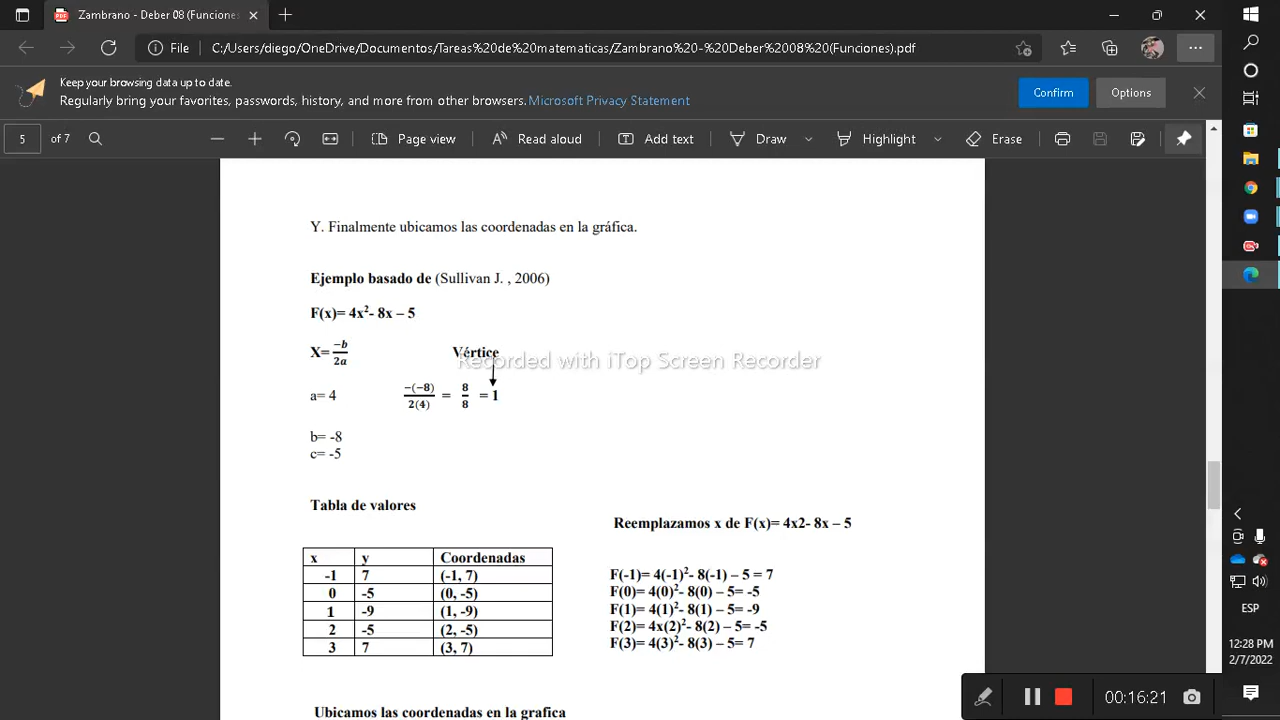 Zambrano - Deber 08 (Funciones
File
C:/Users/diego/OneDrive/Documentos/Tareas%20de%20matematicas/Zambrano%20-%20Deber%2008%20(Funciones).pdf
Keep your browsing data up to date.
Regularly bring your favorites, passwords, history, and more from other browsers. Microsoft Privacy Statement
Confirm
Options
5 of 7
Page view
Read aloud
Add text
Draw
Highlight
Erase
Y. Finalmente ubicamos las coordenadas en la gráfica.
Ejemplo basado de (Sullivan J. , 2006)
F(x)= 4x²- 8x – 5
X= −b/2a
Vértice
Recorded with iTop Screen Recorder
a= 4
−(−8)/2(4) = 8/8 = 1
b= -8
c= -5
Tabla de valores
Reemplazamos x de F(x)= 4x2- 8x – 5
x y Coordenadas
-1 7 (-1, 7)
0 -5 (0, -5)
1 -9 (1, -9)
2 -5 (2, -5)
3 7 (3, 7)
F(-1)= 4(-1)²- 8(-1) – 5 = 7
F(0)= 4(0)²- 8(0) – 5= -5
F(1)= 4(1)²- 8(1) – 5= -9
F(2)= 4x(2)²- 8(2) – 5= -5
F(3)= 4(3)²- 8(3) – 5= 7
Ubicamos las coordenadas en la grafica
ESP
12:28 PM
2/7/2022
00:16:21